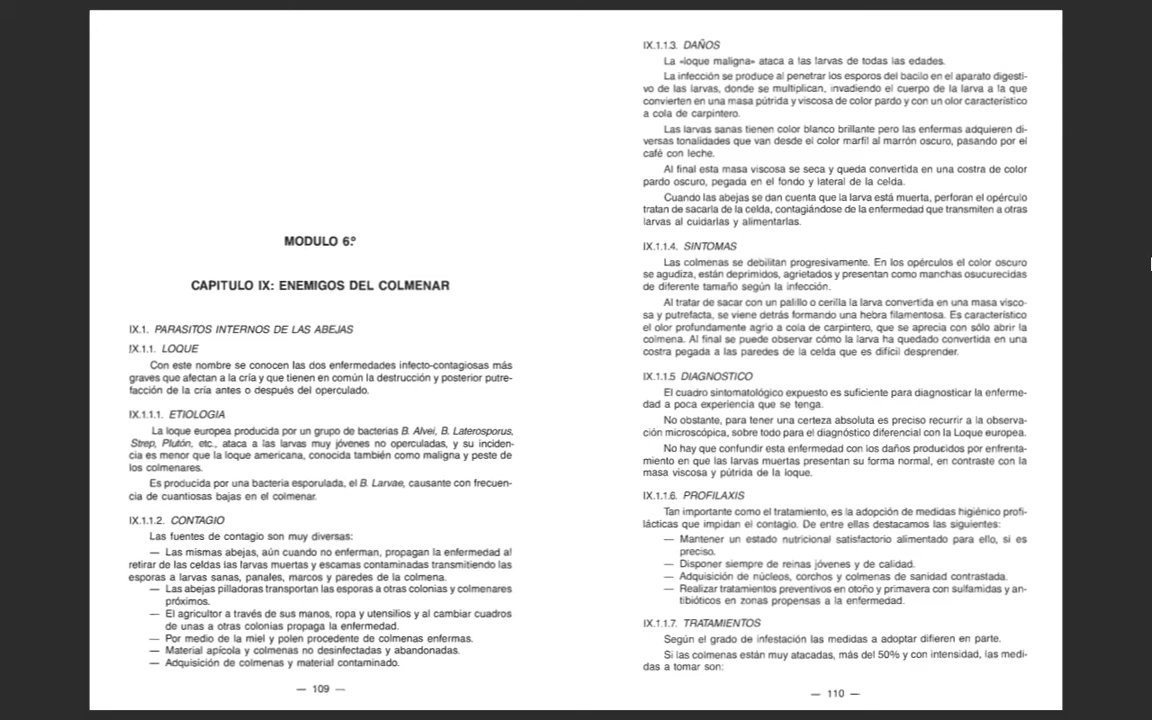 MODULO 6.º
CAPITULO IX: ENEMIGOS DEL COLMENAR
IX.1. PARASITOS INTERNOS DE LAS ABEJAS
IX.1.1. LOQUE
Con este nombre se conocen las dos enfermedades infecto-contagiosas más
graves que afectan a la cría y que tienen en común la destrucción y posterior putre-
facción de la cría antes o después del operculado.
IX.1.1.1. ETIOLOGIA
La loque europea producida por un grupo de bacterias B. Alvei, B. Laterosporus,
Strep, Plutón, etc., ataca a las larvas muy jóvenes no operculadas, y su inciden-
cia es menor que la loque americana, conocida también como maligna y peste de
los colmenares.
Es producida por una bacteria esporulada, el B. Larvae, causante con frecuen-
cia de cuantiosas bajas en el colmenar.
IX.1.1.2. CONTAGIO
Las fuentes de contagio son muy diversas:
— Las mismas abejas, aún cuando no enferman, propagan la enfermedad al
retirar de las celdas las larvas muertas y escamas contaminadas transmitiendo las
esporas a larvas sanas, panales, marcos y paredes de la colmena.
— Las abejas pilladoras transportan las esporas a otras colonias y colmenares
próximos.
— El agricultor a través de sus manos, ropa y utensilios y al cambiar cuadros
de unas a otras colonias propaga la enfermedad.
— Por medio de la miel y polen procedente de colmenas enfermas.
— Material apícola y colmenas no desinfectadas y abandonadas.
— Adquisición de colmenas y material contaminado.
— 109 —
IX.1.1.3. DAÑOS
La «loque maligna» ataca a las larvas de todas las edades.
La infección se produce al penetrar los esporos del bacilo en el aparato digesti-
vo de las larvas, donde se multiplican, invadiendo el cuerpo de la larva a la que
convierten en una masa pútrida y viscosa de color pardo y con un olor característico
a cola de carpintero.
Las larvas sanas tienen color blanco brillante pero las enfermas adquieren di-
versas tonalidades que van desde el color marfil al marrón oscuro, pasando por el
café con leche.
Al final esta masa viscosa se seca y queda convertida en una costra de color
pardo oscuro, pegada en el fondo y lateral de la celda.
Cuando las abejas se dan cuenta que la larva está muerta, perforan el opérculo
tratan de sacarla de la celda, contagiándose de la enfermedad que transmiten a otras
larvas al cuidarlas y alimentarlas.
IX.1.1.4. SINTOMAS
Las colmenas se debilitan progresivamente. En los opérculos el color oscuro
se agudiza, están deprimidos, agrietados y presentan como manchas osucurecidas
de diferente tamaño según la infección.
Al tratar de sacar con un palillo o cerilla la larva convertida en una masa visco-
sa y putrefacta, se viene detrás formando una hebra filamentosa. Es característico
el olor profundamente agrio a cola de carpintero, que se aprecia con sólo abrir la
colmena. Al final se puede observar cómo la larva ha quedado convertida en una
costra pegada a las paredes de la celda que es difícil desprender.
IX.1.1.5 DIAGNOSTICO
El cuadro sintomatológico expuesto es suficiente para diagnosticar la enferme-
dad a poca experiencia que se tenga.
No obstante, para tener una certeza absoluta es preciso recurrir a la observa-
ción microscópica, sobre todo para el diagnóstico diferencial con la Loque europea.
No hay que confundir esta enfermedad con los daños producidos por enfrenta-
miento en que las larvas muertas presentan su forma normal, en contraste con la
masa viscosa y pútrida de la loque.
IX.1.1.6. PROFILAXIS
Tan importante como el tratamiento, es la adopción de medidas higiénico profi-
lácticas que impidan el contagio. De entre ellas destacamos las siguientes:
— Mantener un estado nutricional satisfactorio alimentado para ello, si es
preciso.
— Disponer siempre de reinas jóvenes y de calidad.
— Adquisición de núcleos, corchos y colmenas de sanidad contrastada.
— Realizar tratamientos preventivos en otoño y primavera con sulfamidas y an-
tibióticos en zonas propensas a la enfermedad.
IX.1.1.7. TRATAMIENTOS
Según el grado de infestación las medidas a adoptar difieren en parte.
Si las colmenas están muy atacadas, más del 50% y con intensidad, las medi-
das a tomar son:
— 110 —